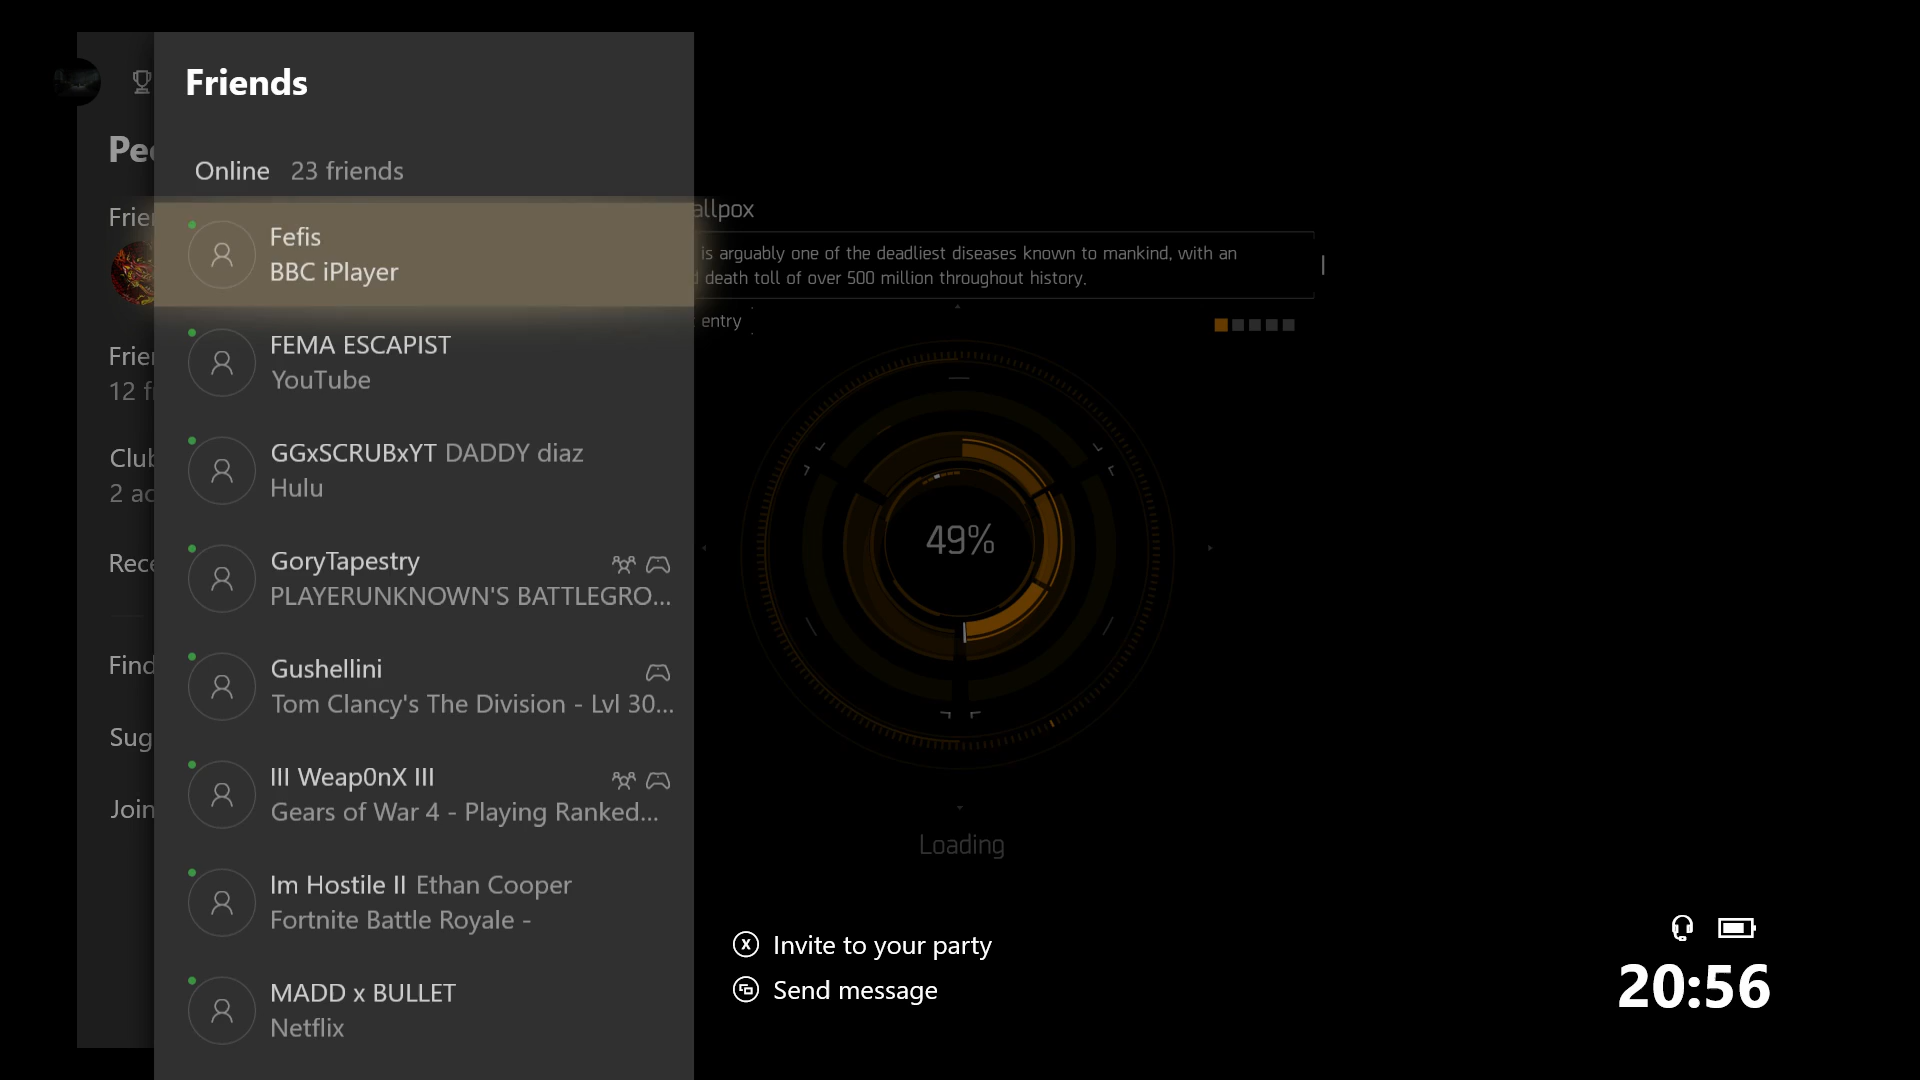 Friends
Pe
Online 23 friends
Frie
Fefis
BBC iPlayer
FEMA ESCAPIST
YouTube
Frie
12 f
GGxSCRUBxYT DADDY diaz
Hulu
Club
2 ac
GoryTapestry
PLAYERUNKNOWN'S BATTLEGRO...
Rece
Gushellini
Tom Clancy's The Division - Lvl 30...
Find
Sug
III Weap0nX III
Gears of War 4 - Playing Ranked...
Join
Im Hostile II Ethan Cooper
Fortnite Battle Royale -
MADD x BULLET
Netflix
allpox
is arguably one of the deadliest diseases known to mankind, with an
death toll of over 500 million throughout history.
entry
49%
Loading
X Invite to your party
Send message
20:56